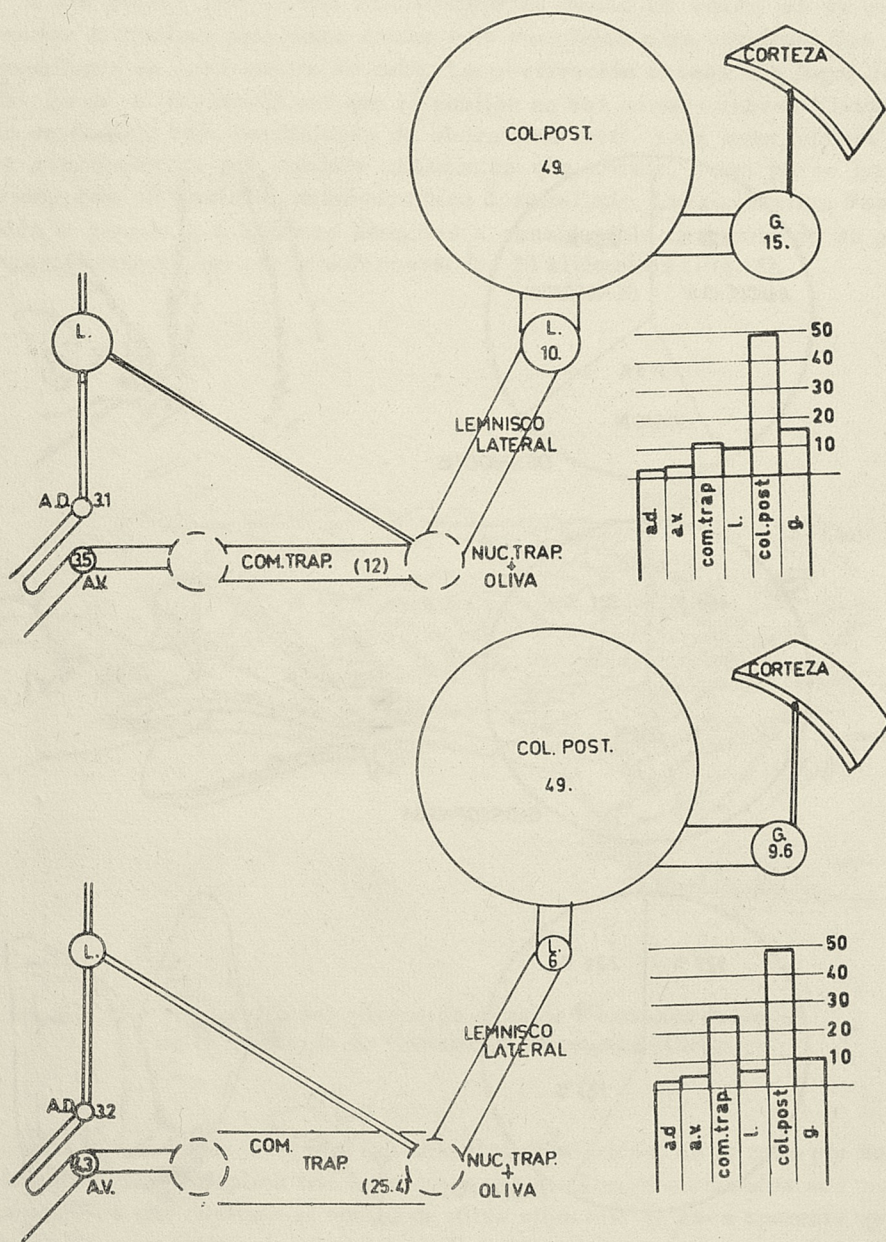 CORTEZA
COL.POST.
49.
G.
15.
L.
10.
L.
LEMNISCO
LATERAL
A.D. 3.1
3.5
A.V.
COM.TRAP. (12)
NUC.TRAP.
+
OLIVA
50
40
30
20
10
a.d.
a.v.
com.trap
l.
col.post
g.
CORTEZA
COL. POST.
49.
G.
9.6
L.
6
L.
LEMNISCO
LATERAL
A.D. 3.2
A.V.
COM.
TRAP.
(25.4)
NUC.TRAP.
+
OLIVA
50
40
30
20
10
a.d
a.v.
com.trap
l.
col.post
g.